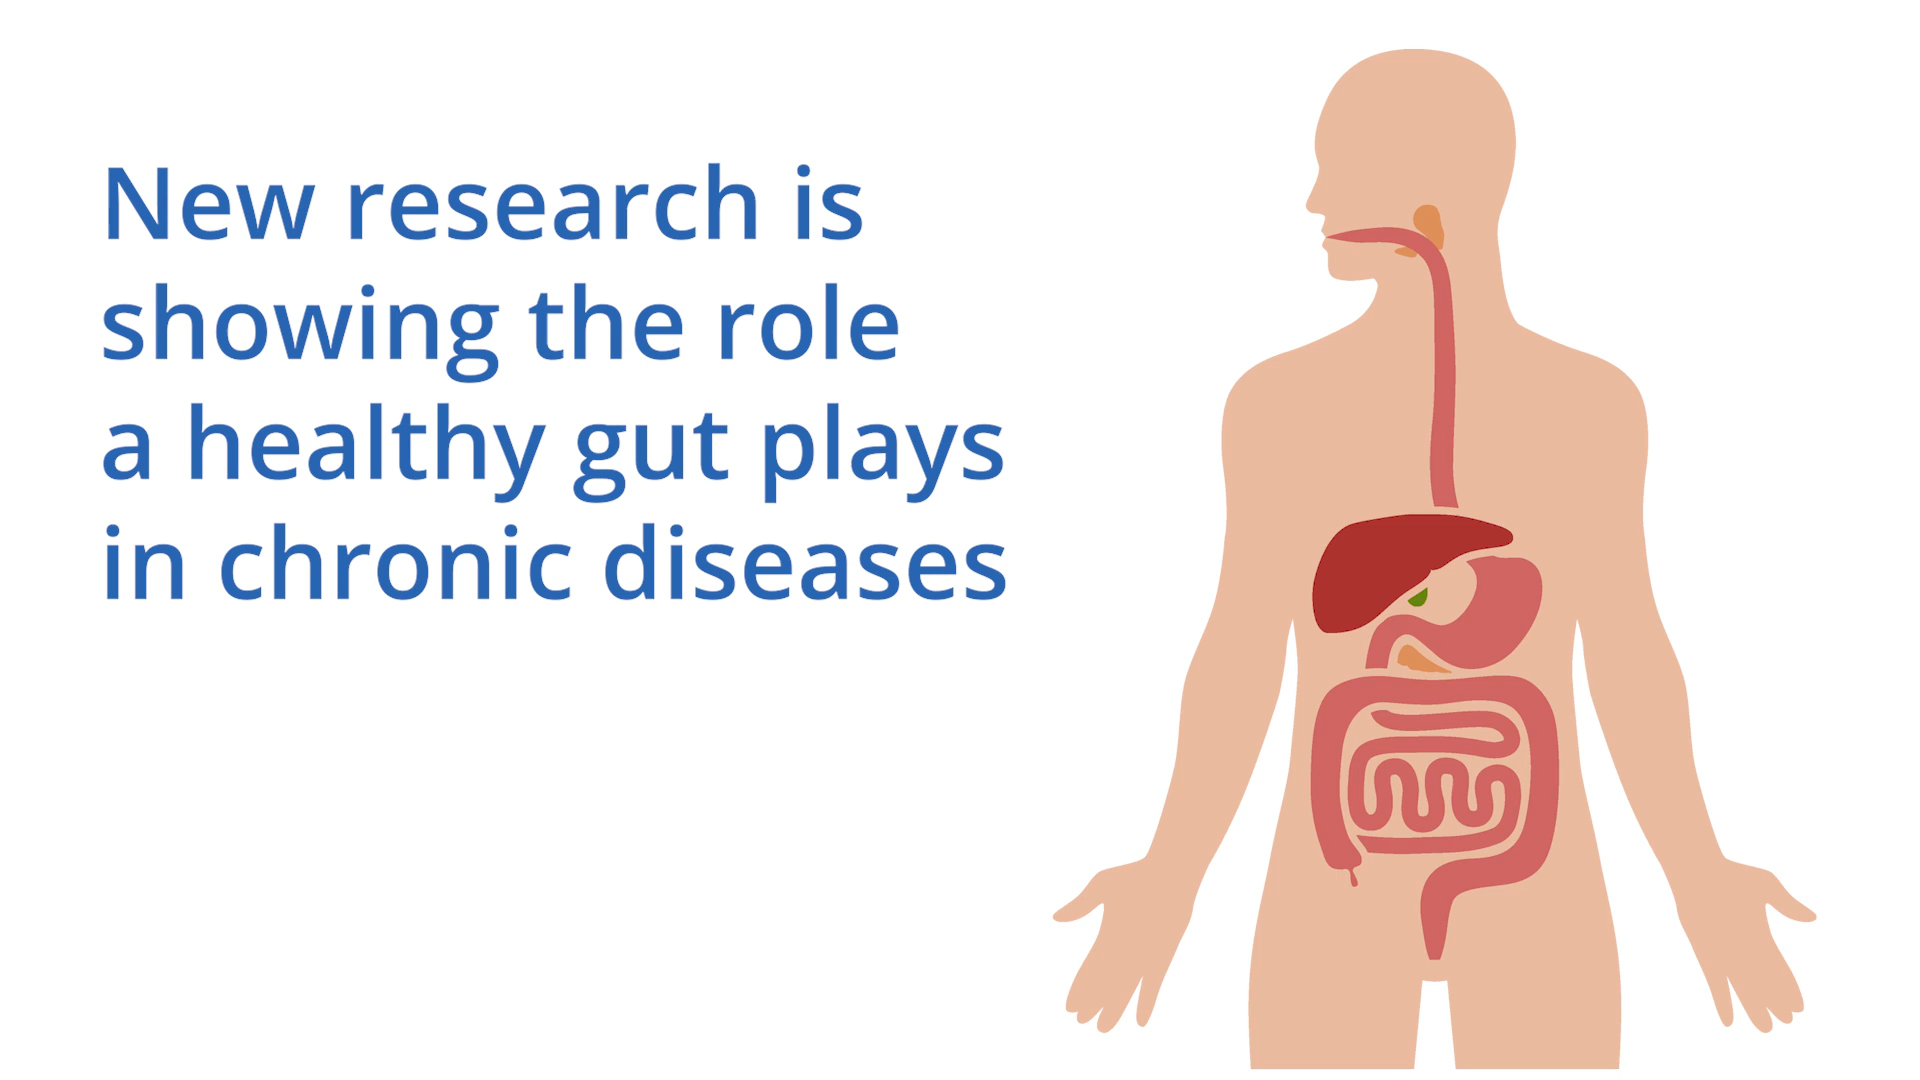 New research is
showing the role
a healthy gut plays
in chronic diseases